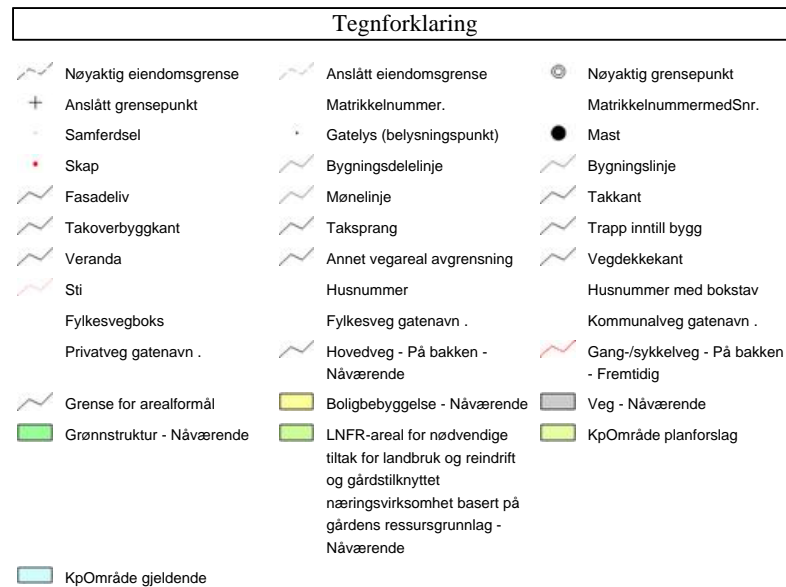 Tegnforklaring
Nøyaktig eiendomsgrense
Anslått eiendomsgrense
Nøyaktig grensepunkt
Anslått grensepunkt
Matrikkelnummer.
MatrikkelnummermedSnr.
Samferdsel
Gatelys (belysningspunkt)
Mast
Skap
Bygningsdelelinje
Bygningslinje
Fasadeliv
Mønelinje
Takkant
Takoverbyggkant
Taksprang
Trapp inntill bygg
Veranda
Annet vegareal avgrensning
Vegdekkekant
Sti
Husnummer
Husnummer med bokstav
Fylkesvegboks
Fylkesveg gatenavn .
Kommunalveg gatenavn .
Privatveg gatenavn .
Hovedveg - På bakken -
Nåværende
Gang-/sykkelveg - På bakken
- Fremtidig
Grense for arealformål
Boligbebyggelse - Nåværende
Veg - Nåværende
Grønnstruktur - Nåværende
LNFR-areal for nødvendige
tiltak for landbruk og reindrift
og gårdstilknyttet
næringsvirksomhet basert på
gårdens ressursgrunnlag -
Nåværende
KpOmråde planforslag
KpOmråde gjeldende